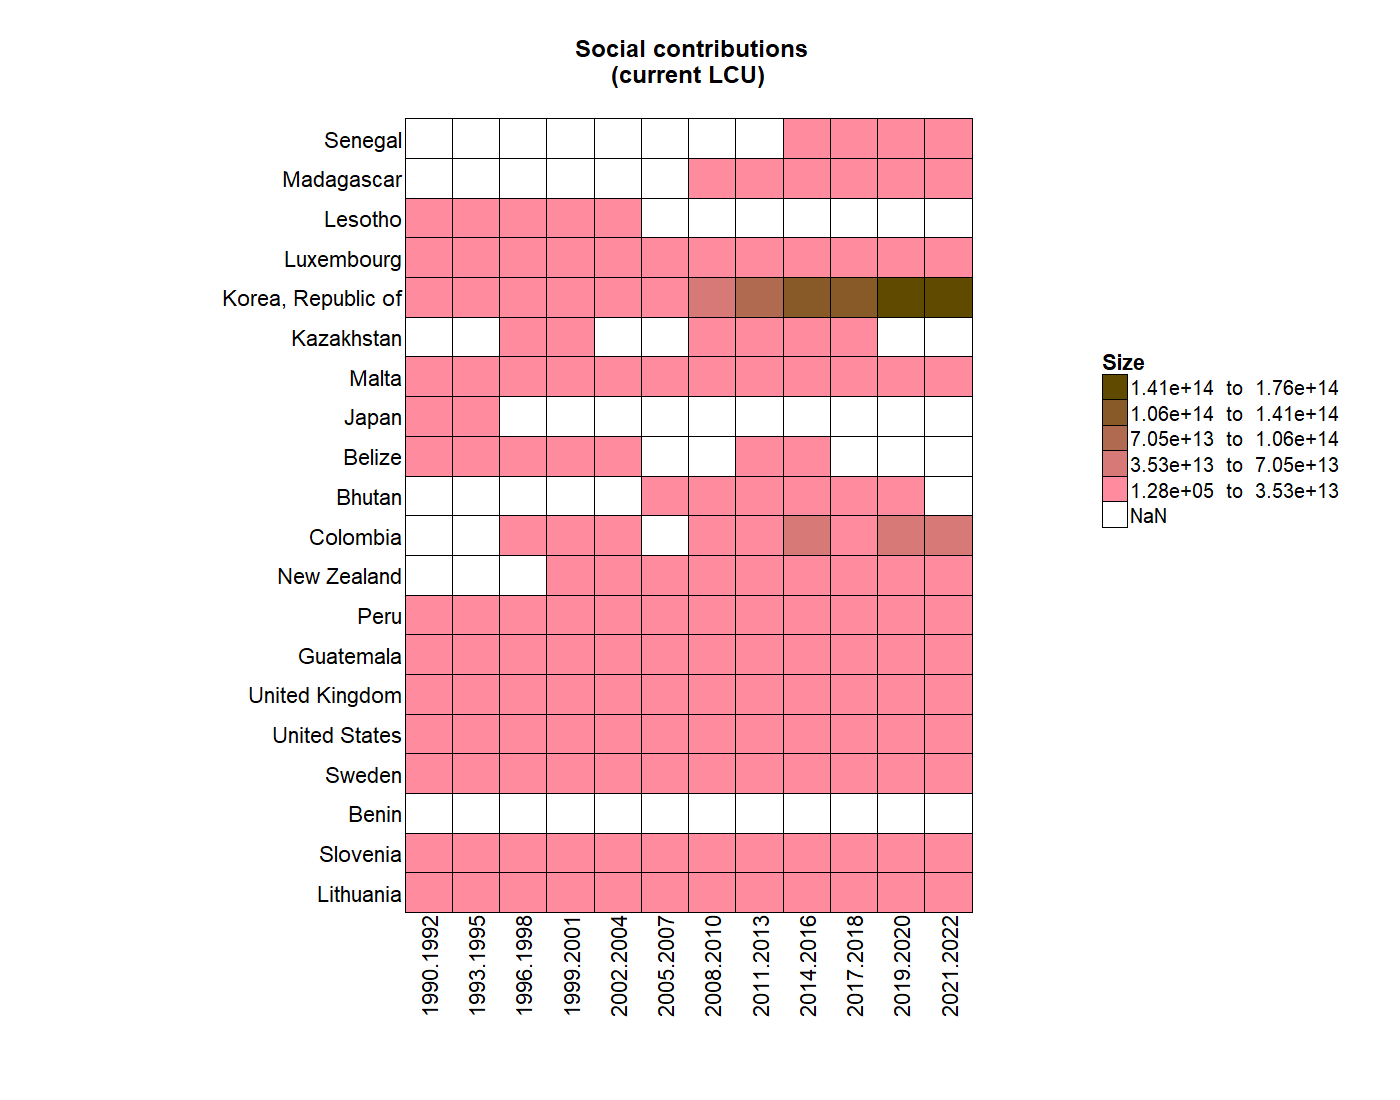 Social contributions
(current LCU)
Senegal
Madagascar
Lesotho
Luxembourg
Korea, Republic of
Kazakhstan
Malta
Japan
Belize
Bhutan
Colombia
New Zealand
Peru
Guatemala
United Kingdom
United States
Sweden
Benin
Slovenia
Lithuania
1990.1992
1993.1995
1996.1998
1999.2001
2002.2004
2005.2007
2008.2010
2011.2013
2014.2016
2017.2018
2019.2020
2021.2022
Size
1.41e+14 to 1.76e+14
1.06e+14 to 1.41e+14
7.05e+13 to 1.06e+14
3.53e+13 to 7.05e+13
1.28e+05 to 3.53e+13
NaN